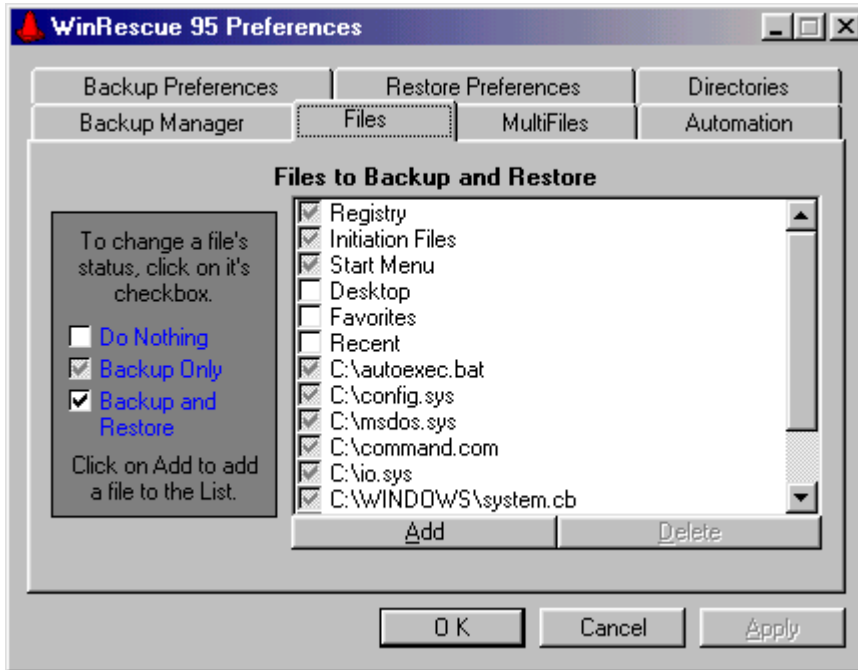 WinRescue 95 Preferences
Backup Preferences
Restore Preferences
Directories
Backup Manager
Files
MultiFiles
Automation
Files to Backup and Restore
To change a file's
status, click on it's
checkbox.
Do Nothing
Backup Only
Backup and
Restore
Click on Add to add
a file to the List.
Registry
Initiation Files
Start Menu
Desktop
Favorites
Recent
C:\autoexec.bat
C:\config.sys
C:\msdos.sys
C:\command.com
C:\io.sys
C:\WINDOWS\system.cb
Add
Delete
O K
Cancel
Apply